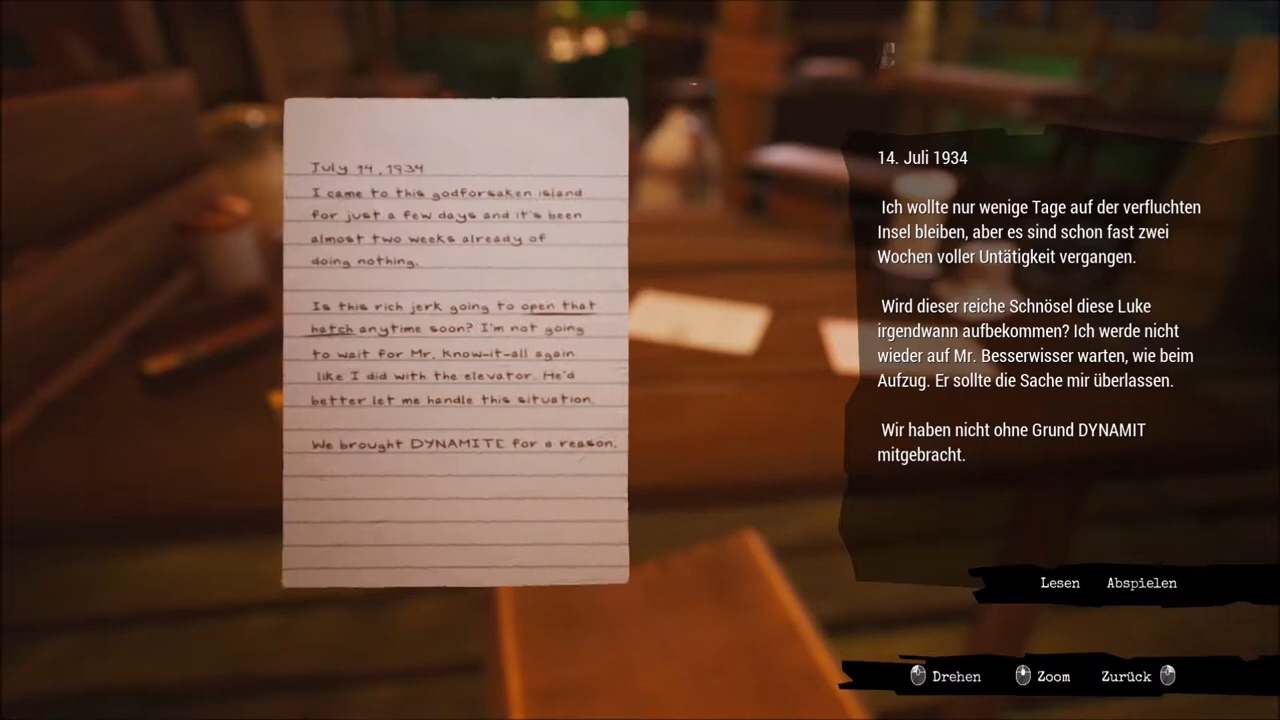 July 14, 1934
I came to this godforsaken island
for just a few days and it's been
almost two weeks already of
doing nothing.
Is this rich jerk going to open that
hatch anytime soon? I'm not going
to wait for Mr. Know-it-all again
like I did with the elevator. He'd
better let me handle this situation.
We brought DYNAMITE for a reason.
14. Juli 1934
Ich wollte nur wenige Tage auf der verfluchten
Insel bleiben, aber es sind schon fast zwei
Wochen voller Untätigkeit vergangen.
Wird dieser reiche Schnösel diese Luke
irgendwann aufbekommen? Ich werde nicht
wieder auf Mr. Besserwisser warten, wie beim
Aufzug. Er sollte die Sache mir überlassen.
Wir haben nicht ohne Grund DYNAMIT
mitgebracht.
Lesen Abspielen
Drehen Zoom Zurück